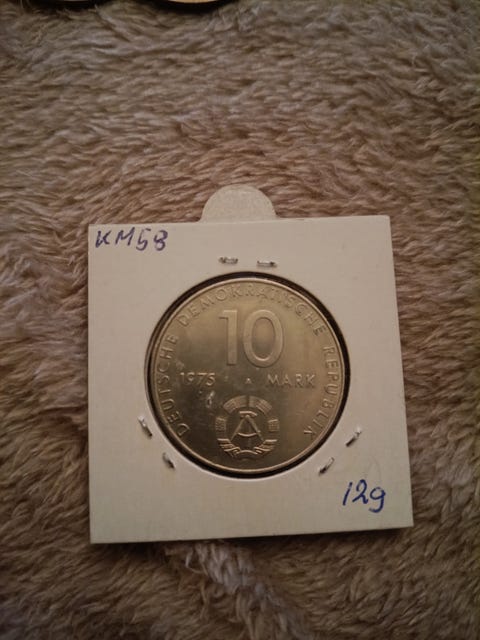 KM58
DEUTSCHE DEMOKRATISCHE REPUBLIK
10
1975 A MARK
12g